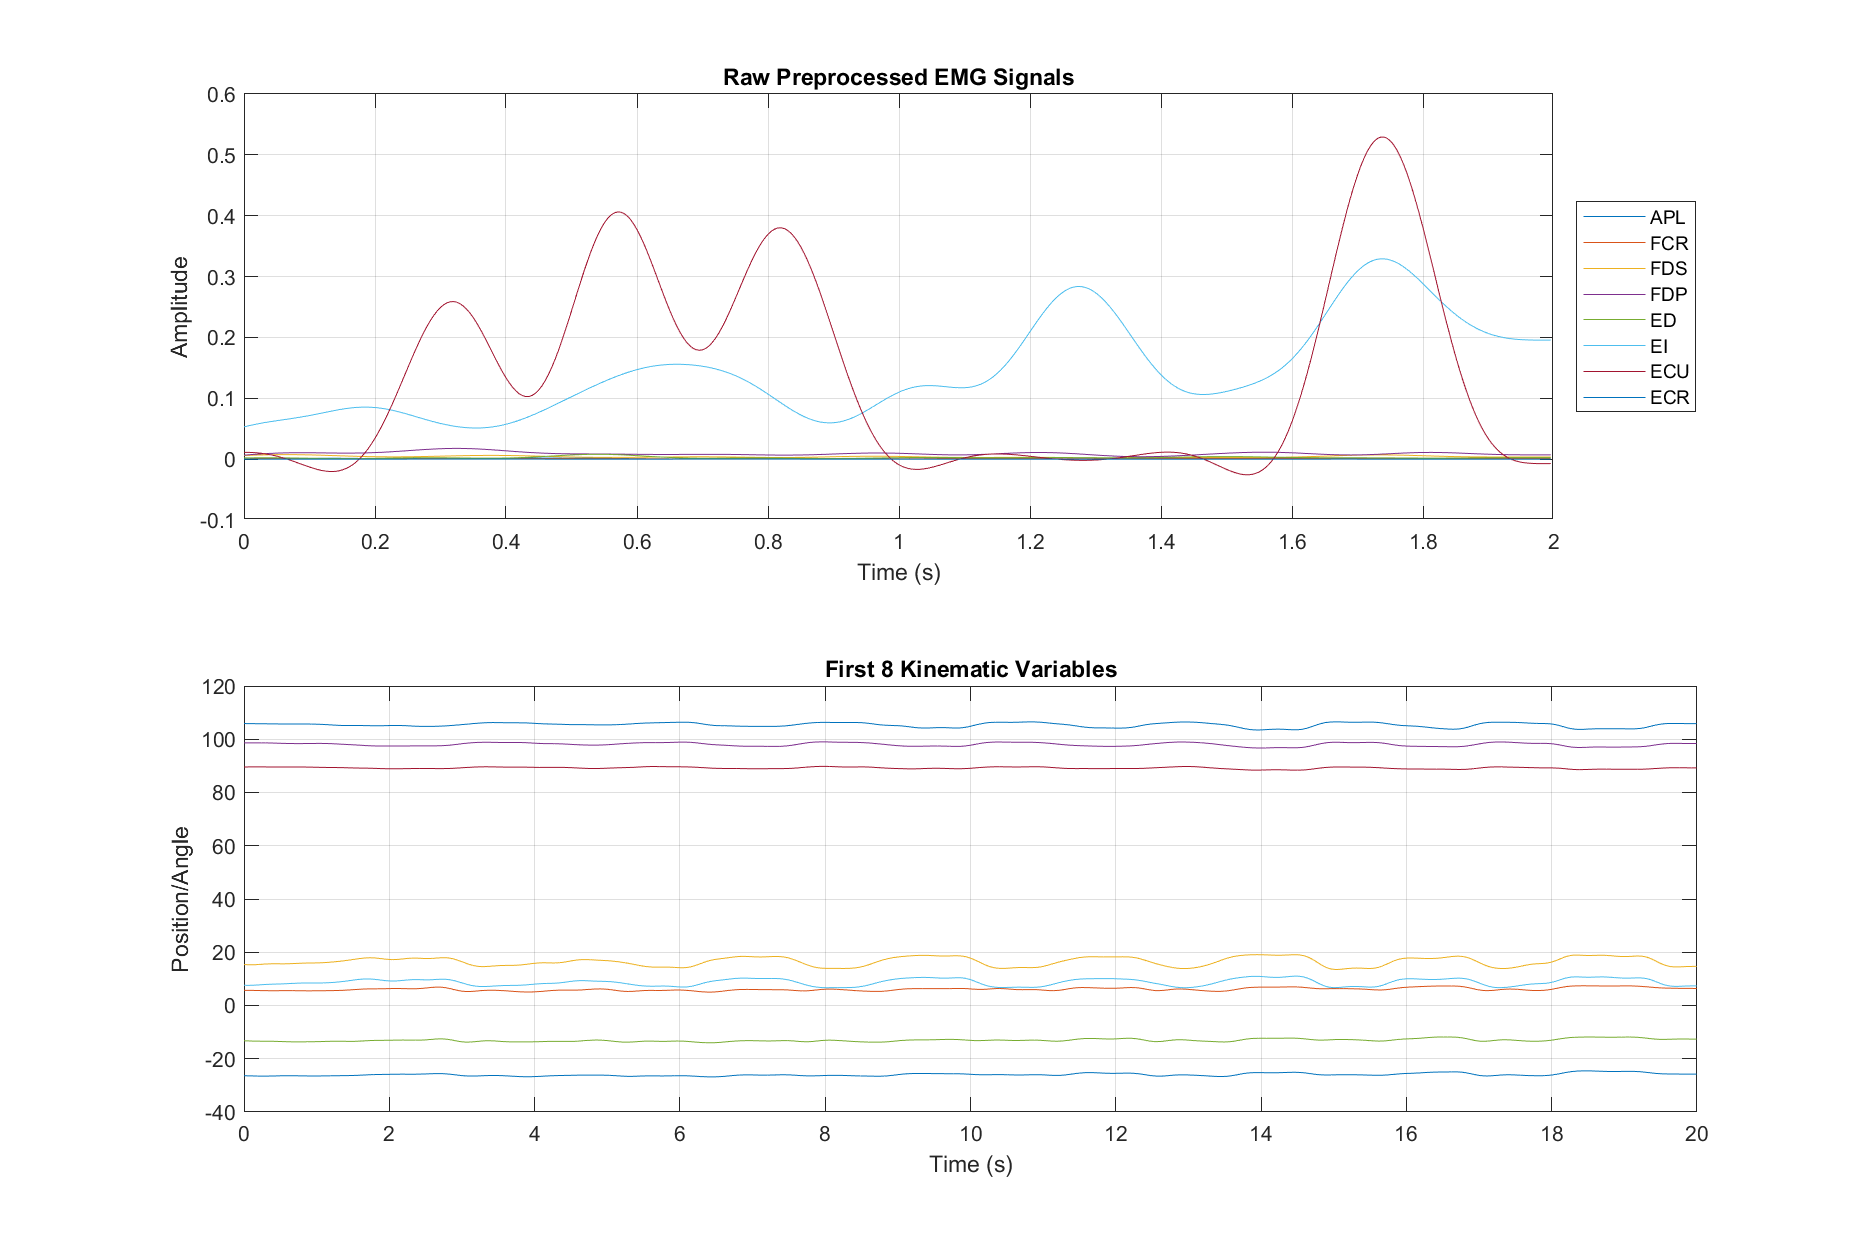 Raw Preprocessed EMG Signals
0.6
0.5
0.4
0.3
0.2
0.1
0
-0.1
Amplitude
0 0.2 0.4 0.6 0.8 1 1.2 1.4 1.6 1.8 2
Time (s)
APL
FCR
FDS
FDP
ED
EI
ECU
ECR
First 8 Kinematic Variables
120
100
80
60
40
20
0
-20
-40
Position/Angle
0 2 4 6 8 10 12 14 16 18 20
Time (s)